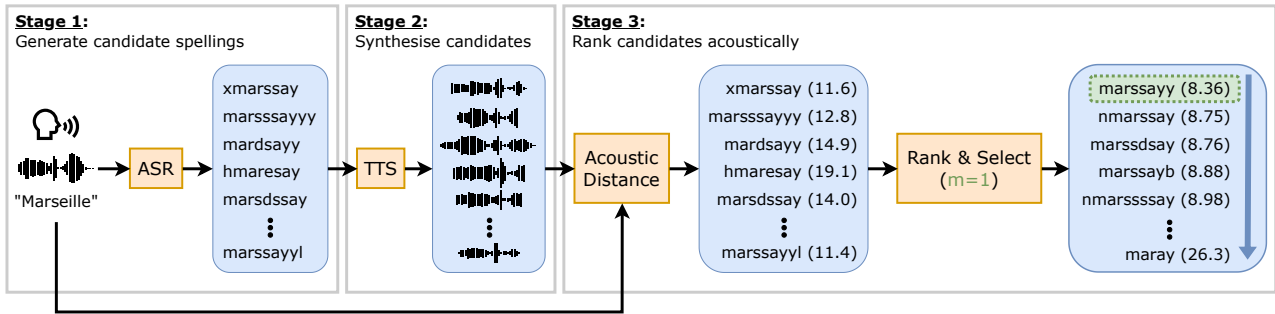 Stage 1:
Generate candidate spellings
"Marseille"
ASR
xmarssay
marsssayyy
mardsayy
hmaresay
marsdssay
marssayyl
Stage 2:
Synthesise candidates
TTS
Stage 3:
Rank candidates acoustically
Acoustic
Distance
xmarssay (11.6)
marsssayyy (12.8)
mardsayy (14.9)
hmaresay (19.1)
marsdssay (14.0)
marssayyl (11.4)
Rank & Select
(m=1)
marssayy (8.36)
nmarssay (8.75)
marssdsay (8.76)
marssayb (8.88)
nmarssssay (8.98)
maray (26.3)